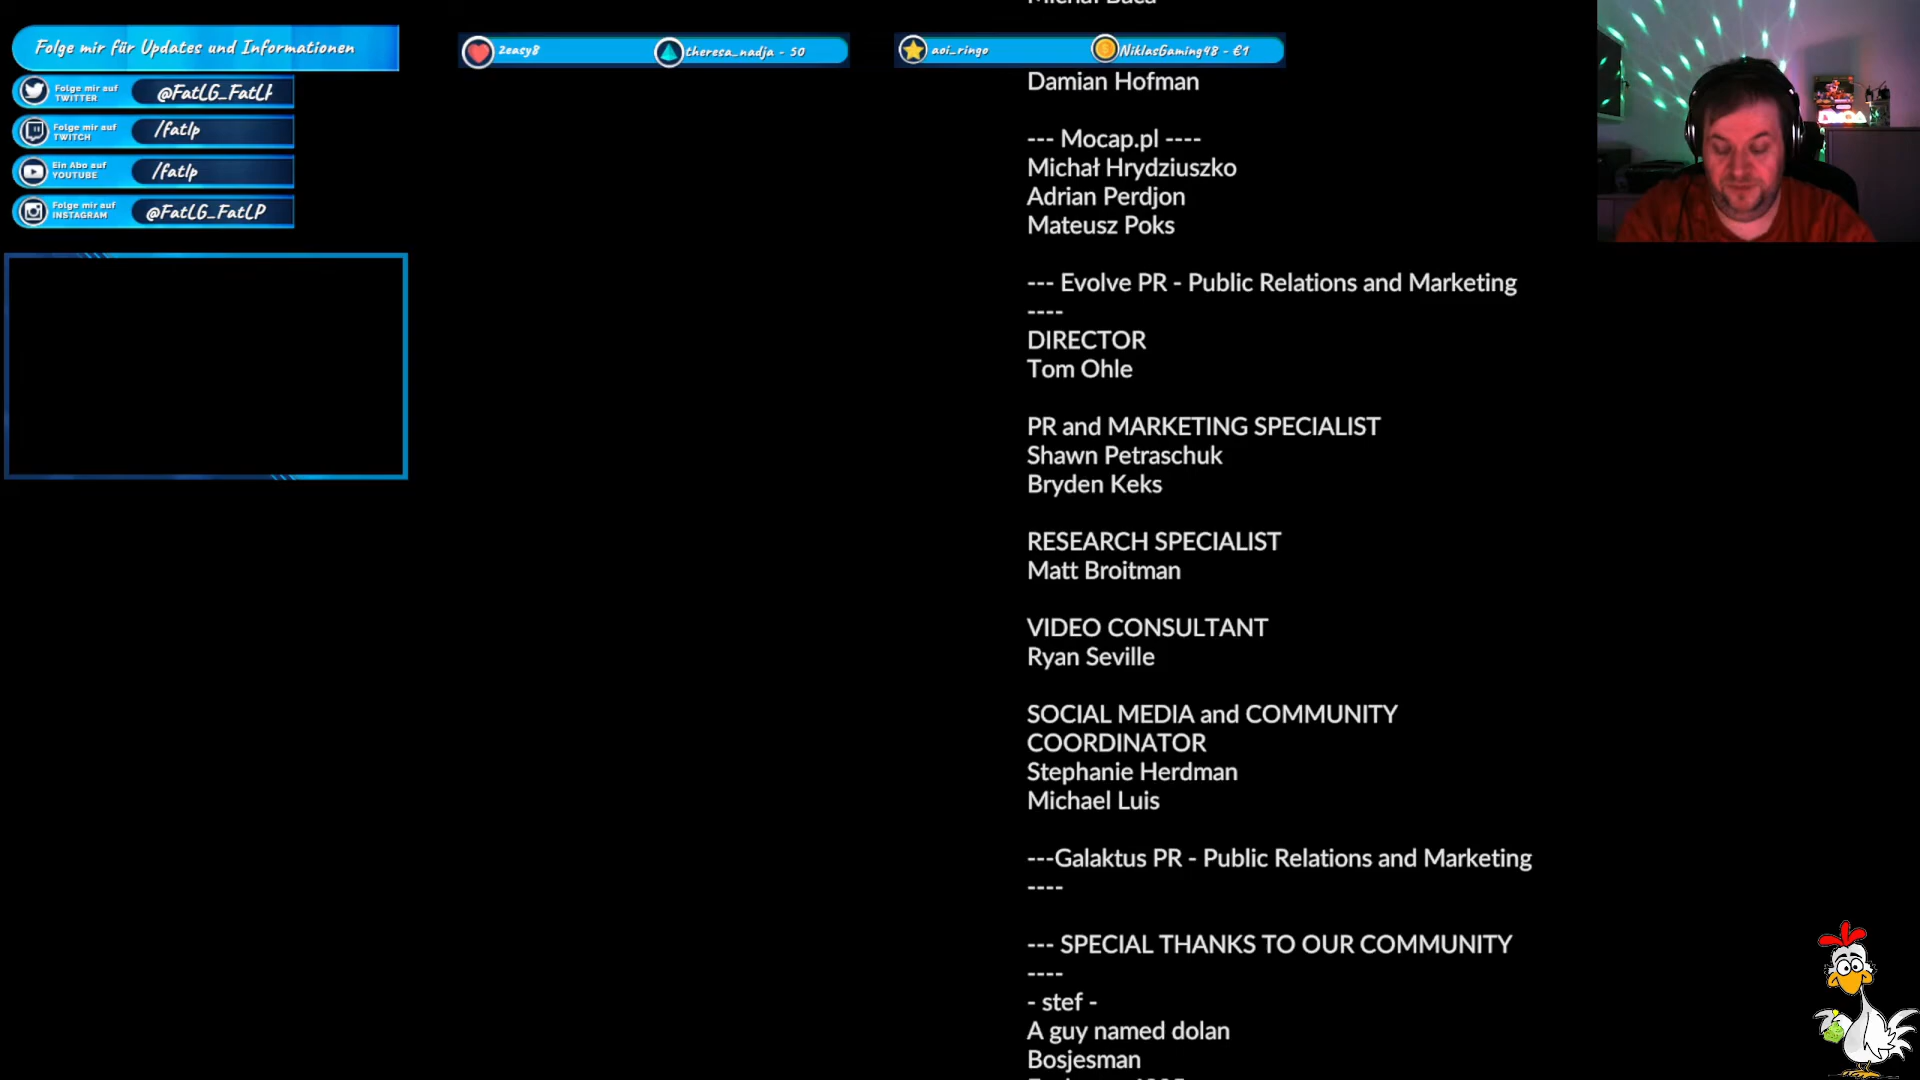 Folge mir für Updates und Informationen
Folge mir auf
TWITTER
@FatLG_FatLP
Folge mir auf
TWITCH
/fatlp
Ein Abo auf
YOUTUBE
/fatlp
Folge mir auf
INSTAGRAM
@FatLG_FatLP
2easy8
theresa_nadja - 50
aoi_ringo
NiklasGaming48 - €1
Damian Hofman
--- Mocap.pl ----
Michał Hrydziuszko
Adrian Perdjon
Mateusz Poks
--- Evolve PR - Public Relations and Marketing
----
DIRECTOR
Tom Ohle
PR and MARKETING SPECIALIST
Shawn Petraschuk
Bryden Keks
RESEARCH SPECIALIST
Matt Broitman
VIDEO CONSULTANT
Ryan Seville
SOCIAL MEDIA and COMMUNITY
COORDINATOR
Stephanie Herdman
Michael Luis
---Galaktus PR - Public Relations and Marketing
----
--- SPECIAL THANKS TO OUR COMMUNITY
----
- stef -
A guy named dolan
Bosjesman